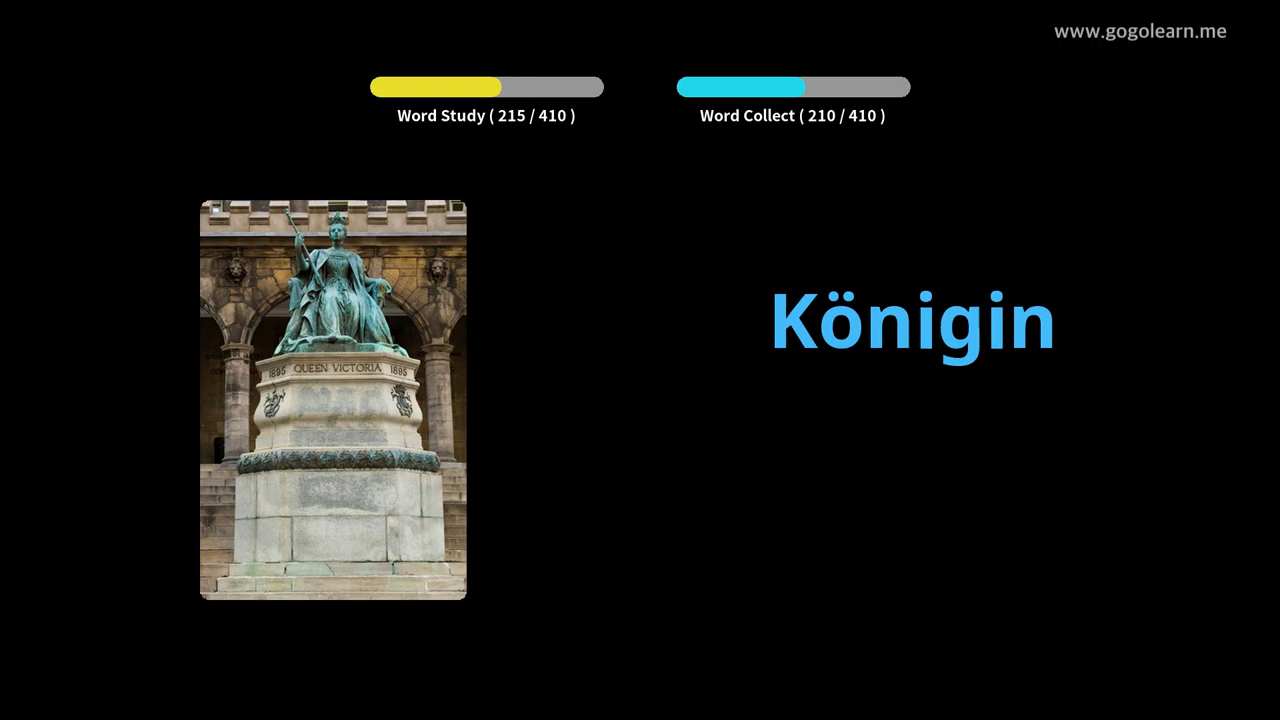 www.gogolearn.me
Word Study ( 215 / 410 )
Word Collect ( 210 / 410 )
Königin
1895 QUEEN VICTORIA 1895